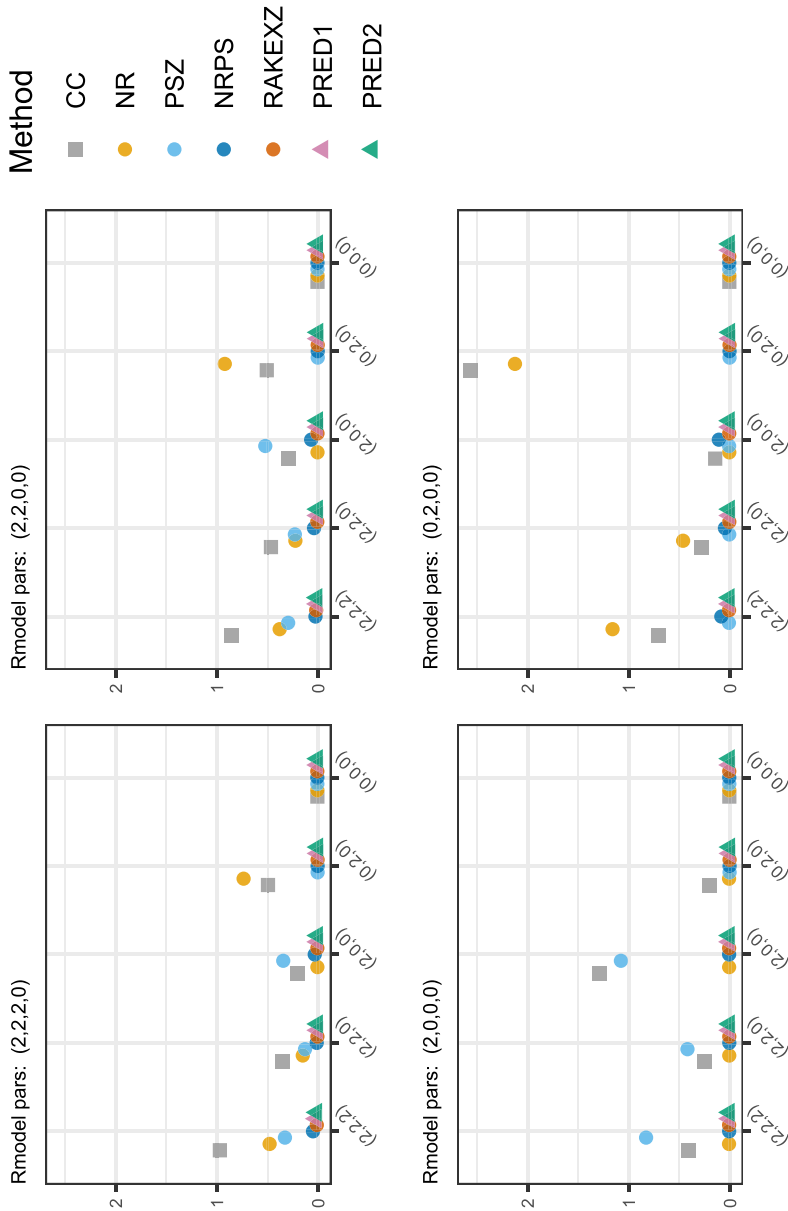 Rmodel pars: (2,2,2,0)
2
1
0
(2,2,2)
(2,2,0)
(2,0,0)
(0,2,0)
(0,0,0)
Rmodel pars: (2,2,0,0)
2
1
0
(2,2,2)
(2,2,0)
(2,0,0)
(0,2,0)
(0,0,0)
Rmodel pars: (2,0,0,0)
2
1
0
(2,2,2)
(2,2,0)
(2,0,0)
(0,2,0)
(0,0,0)
Rmodel pars: (0,2,0,0)
2
1
0
(2,2,2)
(2,2,0)
(2,0,0)
(0,2,0)
(0,0,0)
Method
CC
NR
PSZ
NRPS
RAKEXZ
PRED1
PRED2